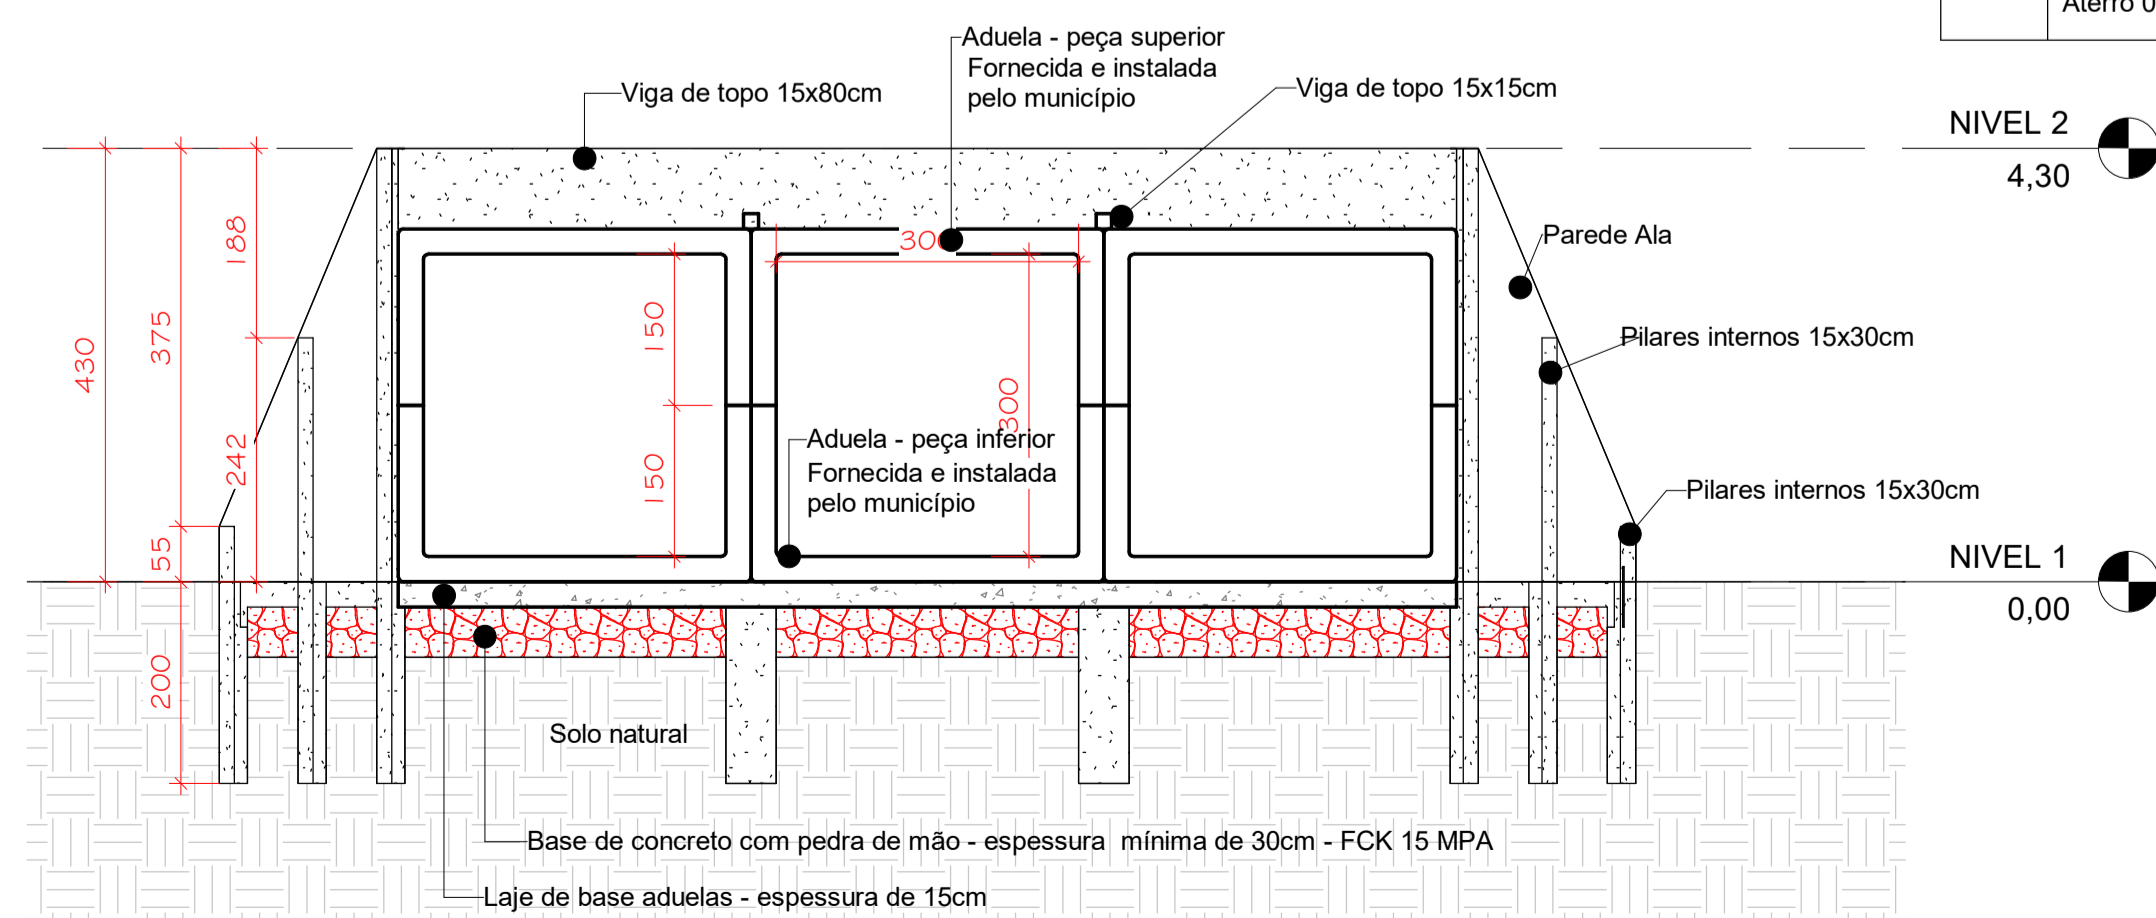 Aterro 0
Aduela - peça superior
Fornecida e instalada
pelo município
Viga de topo 15x80cm
Viga de topo 15x15cm
NIVEL 2
4,30
188
300
Parede Ala
375
430
150
Pilares internos 15x30cm
300
242
Aduela - peça inferior
Fornecida e instalada
pelo município
150
Pilares internos 15x30cm
55
NIVEL 1
0,00
200
Solo natural
Base de concreto com pedra de mão - espessura  mínima de 30cm - FCK 15 MPA
Laje de base aduelas - espessura de 15cm